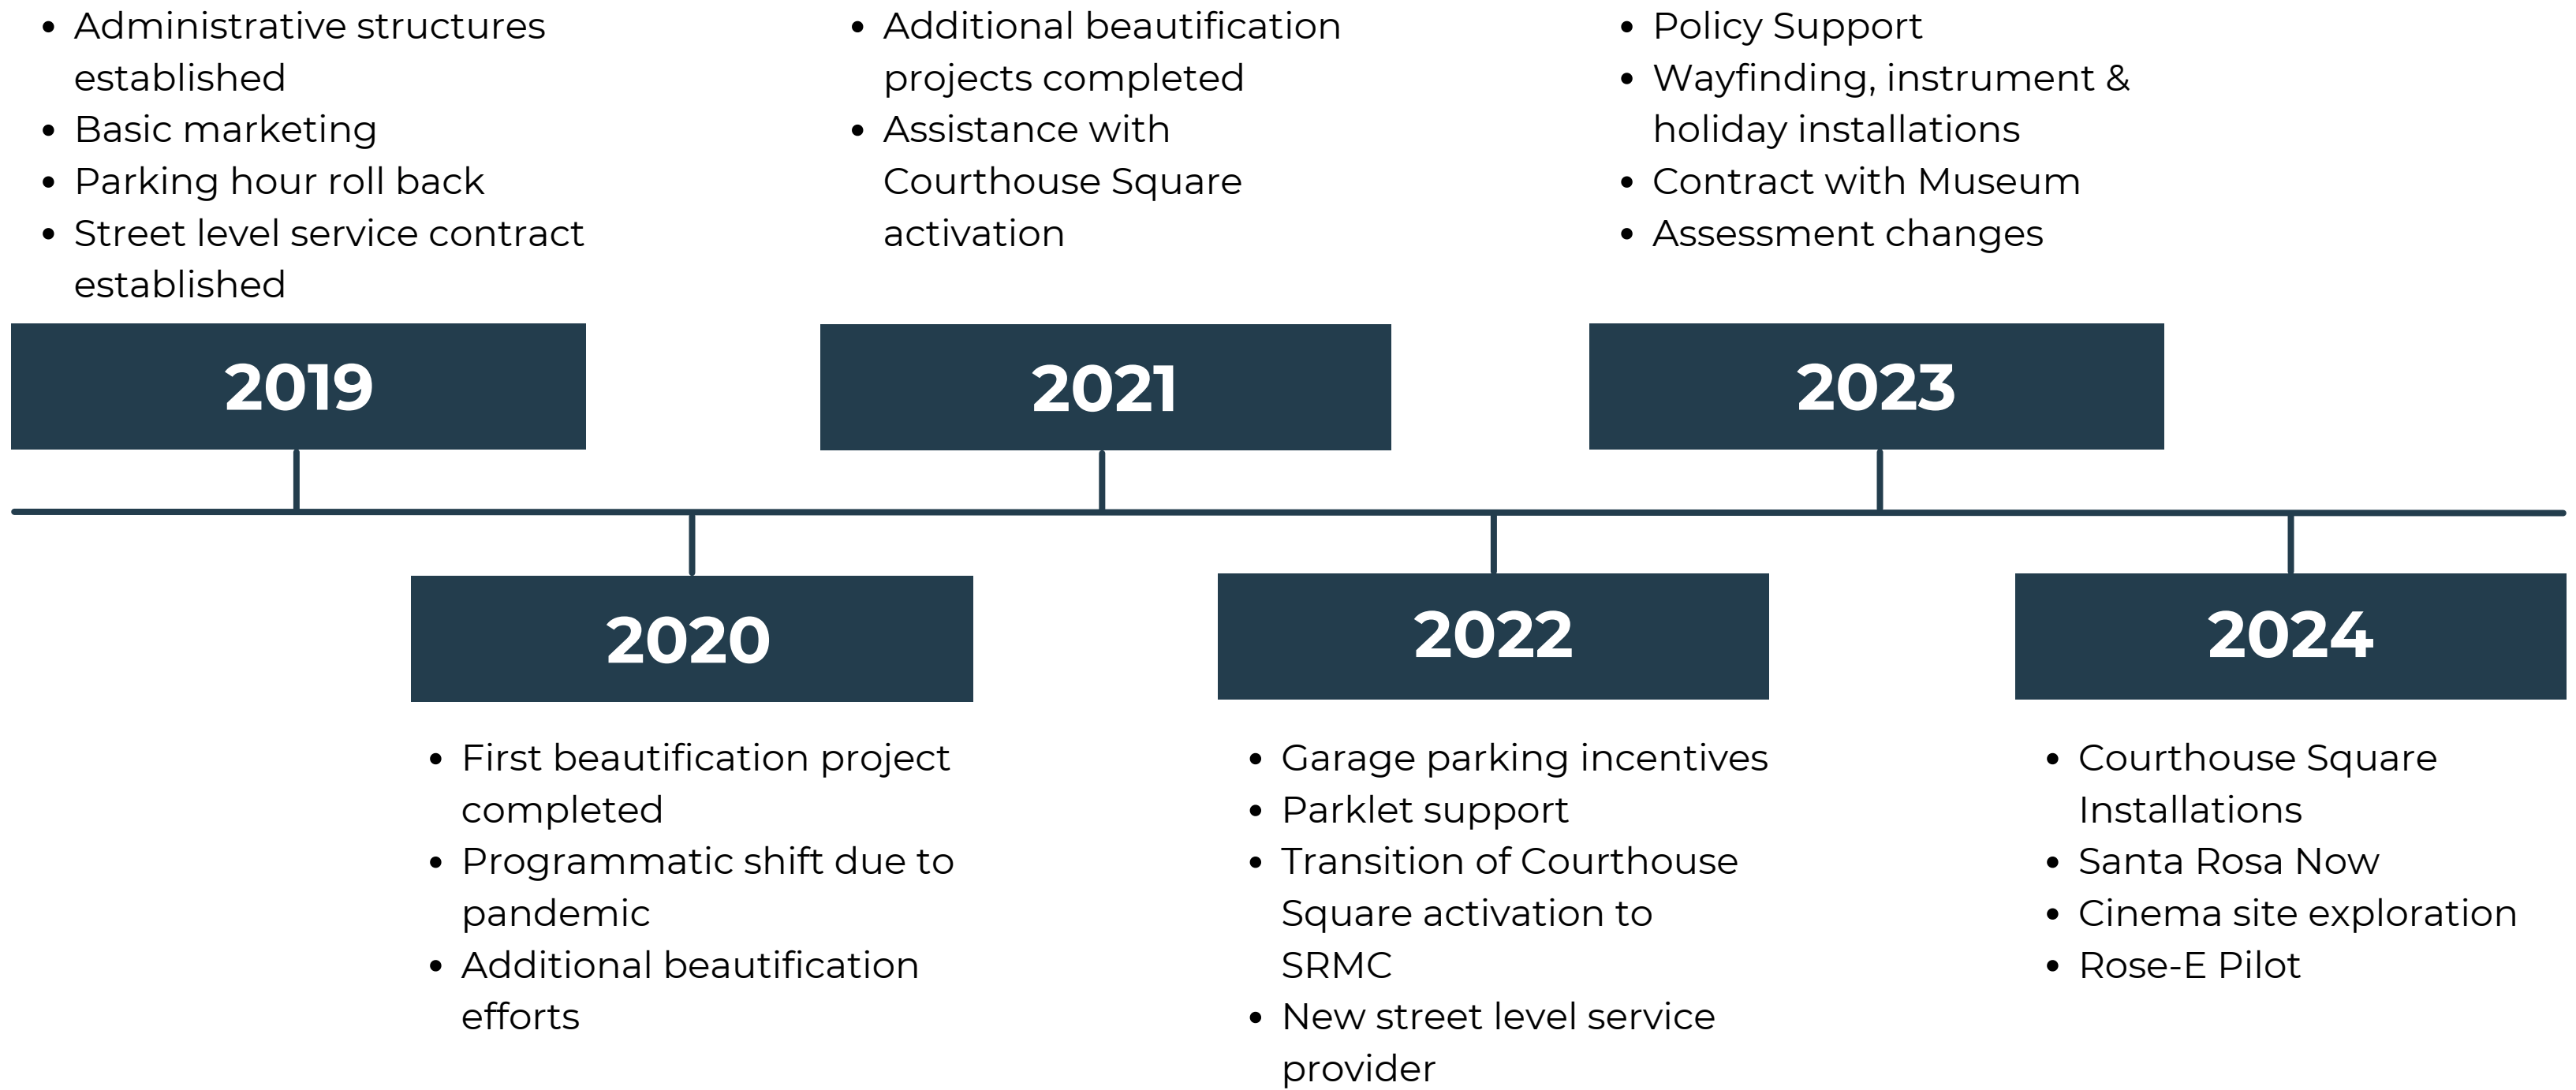 • Administrative structures
established
• Basic marketing
• Parking hour roll back
• Street level service contract
established
2019
• Additional beautification
projects completed
• Assistance with
Courthouse Square
activation
2021
• Policy Support
• Wayfinding, instrument &
holiday installations
• Contract with Museum
• Assessment changes
2023
2020
• First beautification project
completed
• Programmatic shift due to
pandemic
• Additional beautification
efforts
2022
• Garage parking incentives
• Parklet support
• Transition of Courthouse
Square activation to
SRMC
• New street level service
provider
2024
• Courthouse Square
Installations
• Santa Rosa Now
• Cinema site exploration
• Rose-E Pilot